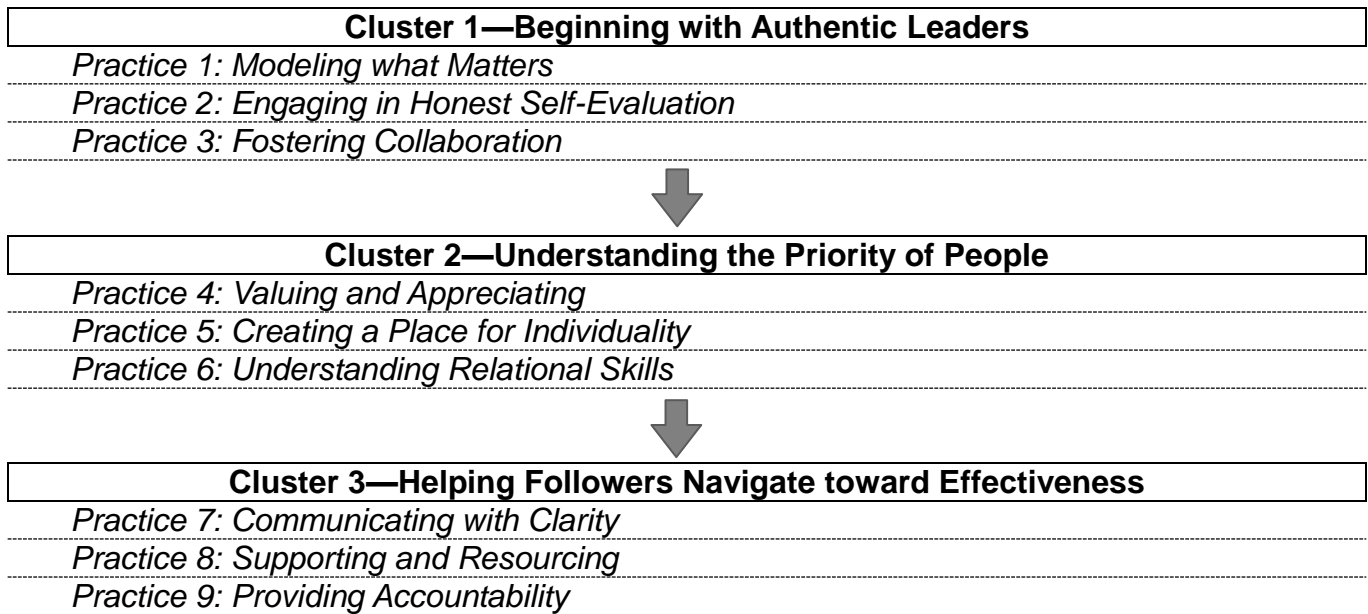 Cluster 1—Beginning with Authentic Leaders
Practice 1: Modeling what Matters
Practice 2: Engaging in Honest Self-Evaluation
Practice 3: Fostering Collaboration
Cluster 2—Understanding the Priority of People
Practice 4: Valuing and Appreciating
Practice 5: Creating a Place for Individuality
Practice 6: Understanding Relational Skills
Cluster 3—Helping Followers Navigate toward Effectiveness
Practice 7: Communicating with Clarity
Practice 8: Supporting and Resourcing
Practice 9: Providing Accountability